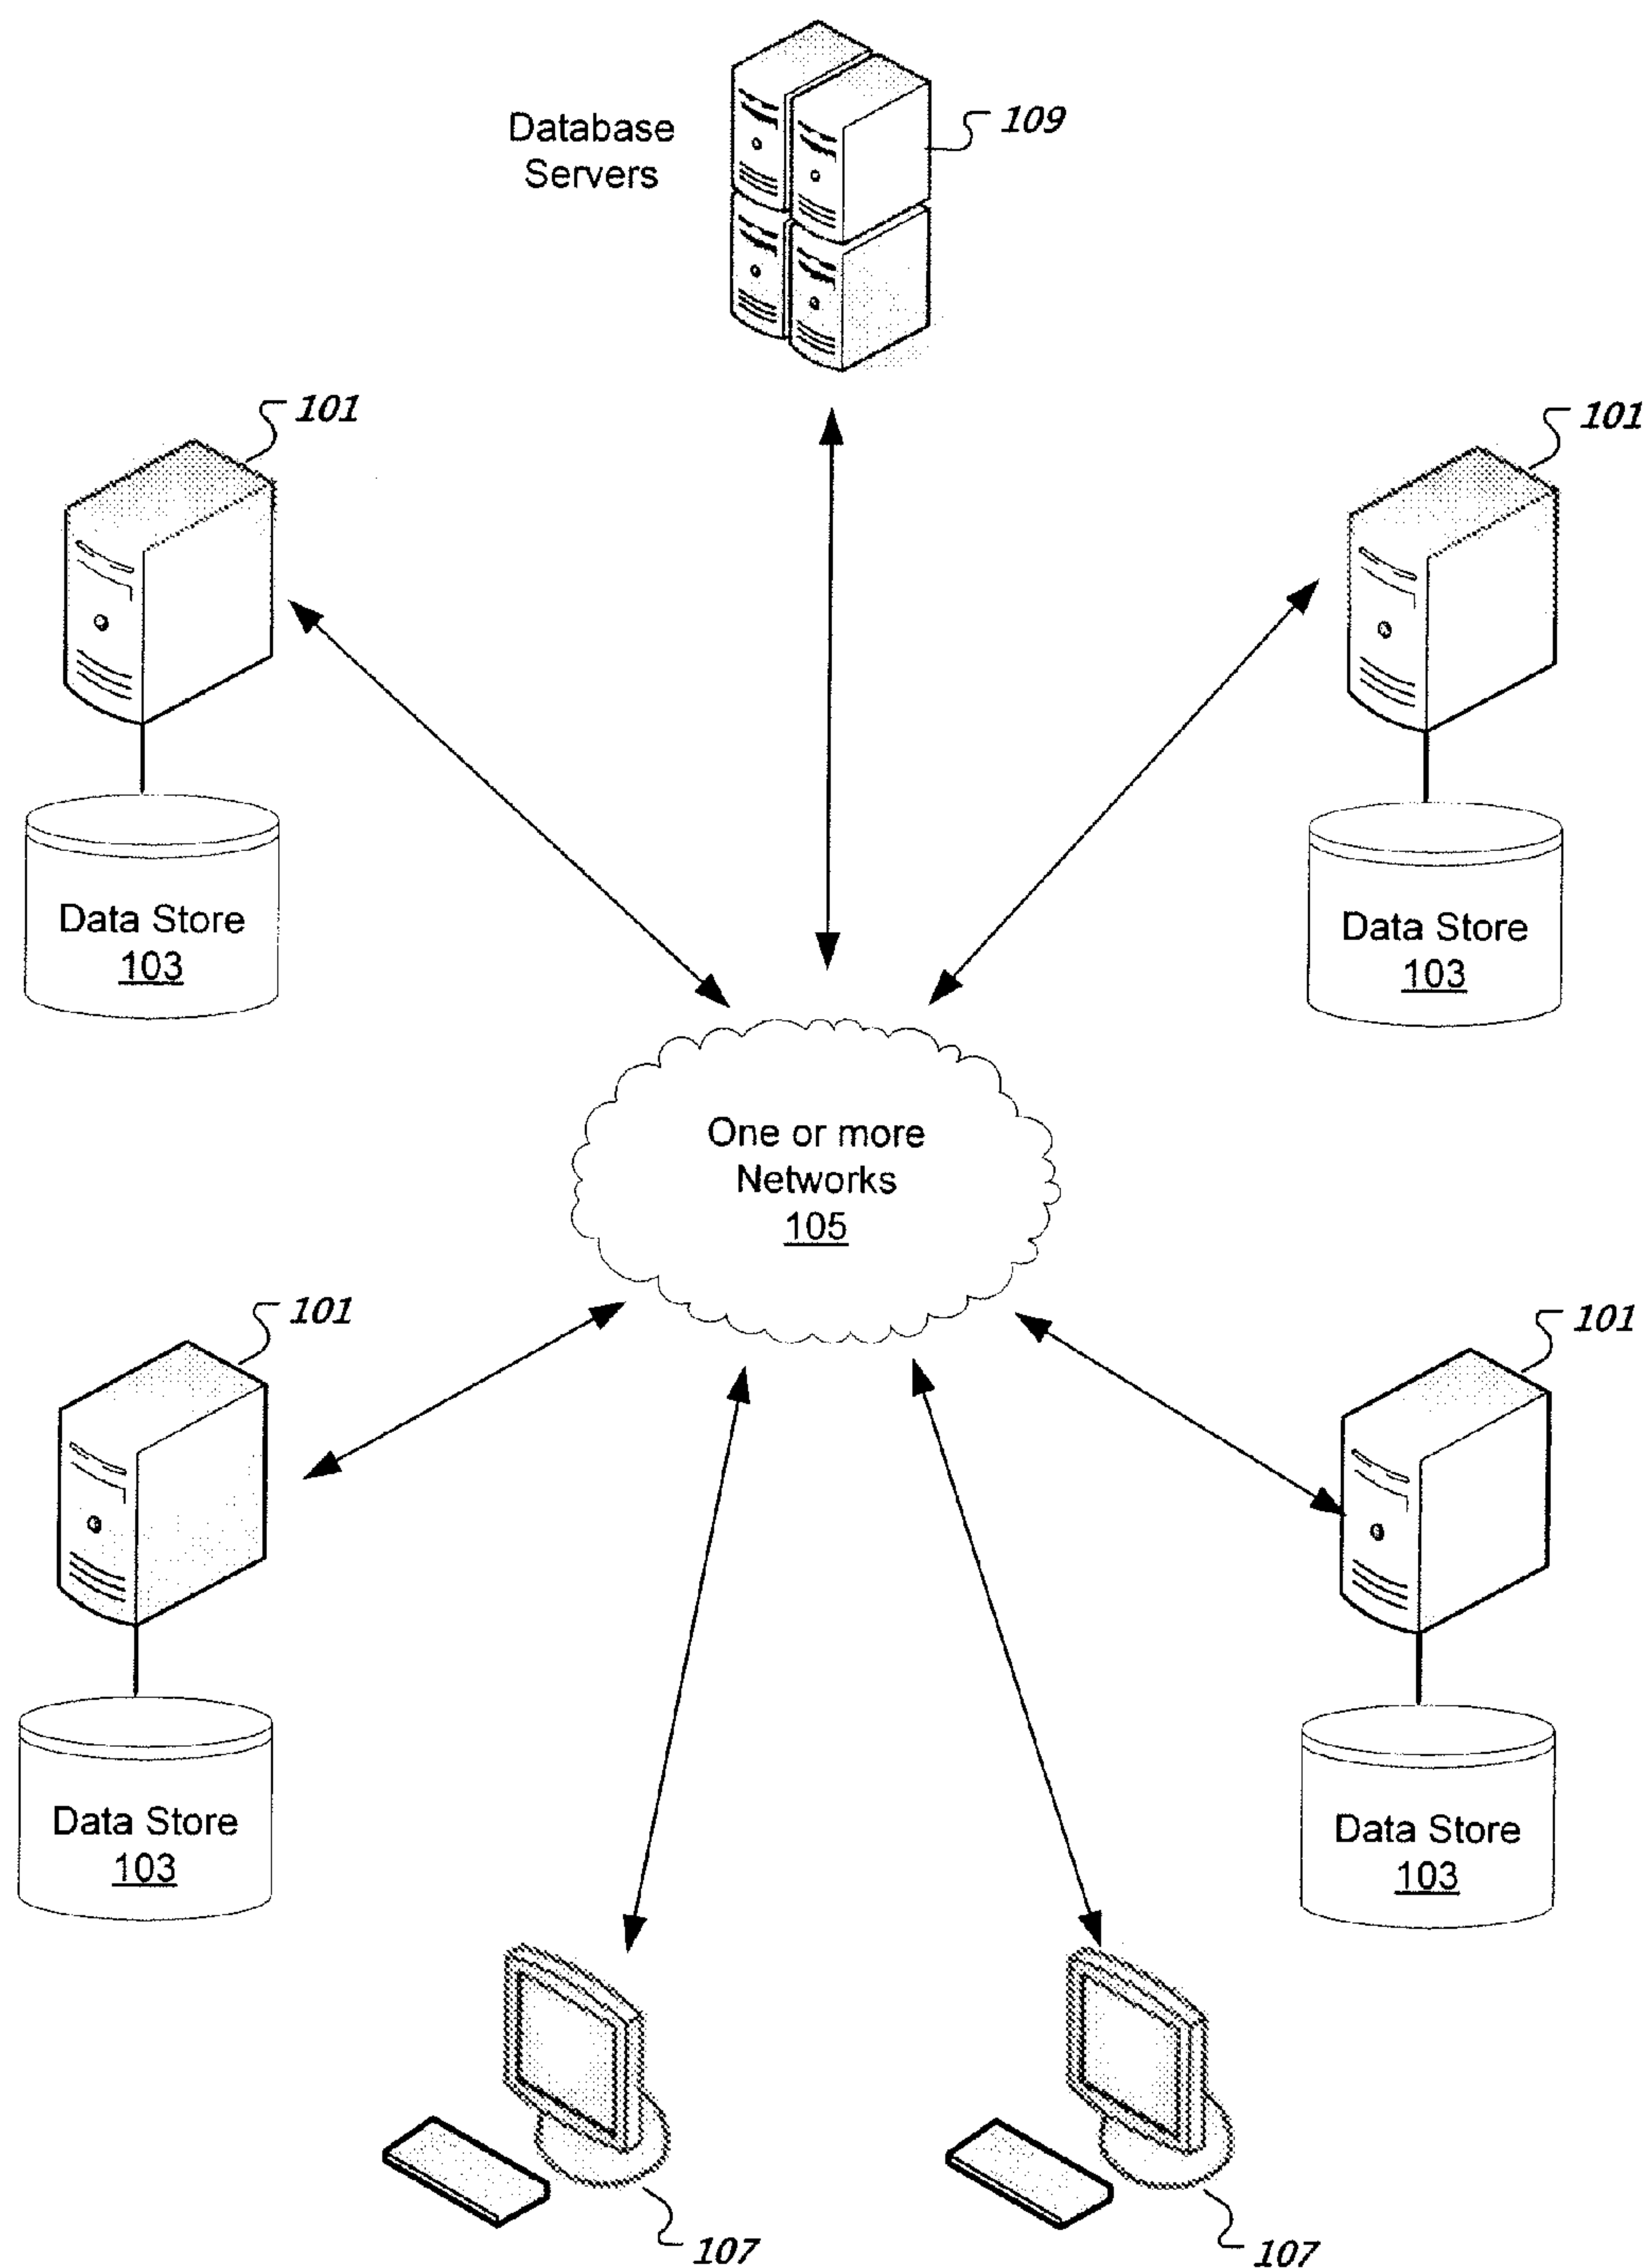 Database
Servers
109
101
101
Data Store
103
Data Store
103
One or more
Networks
105
101
101
Data Store
103
Data Store
103
107
107